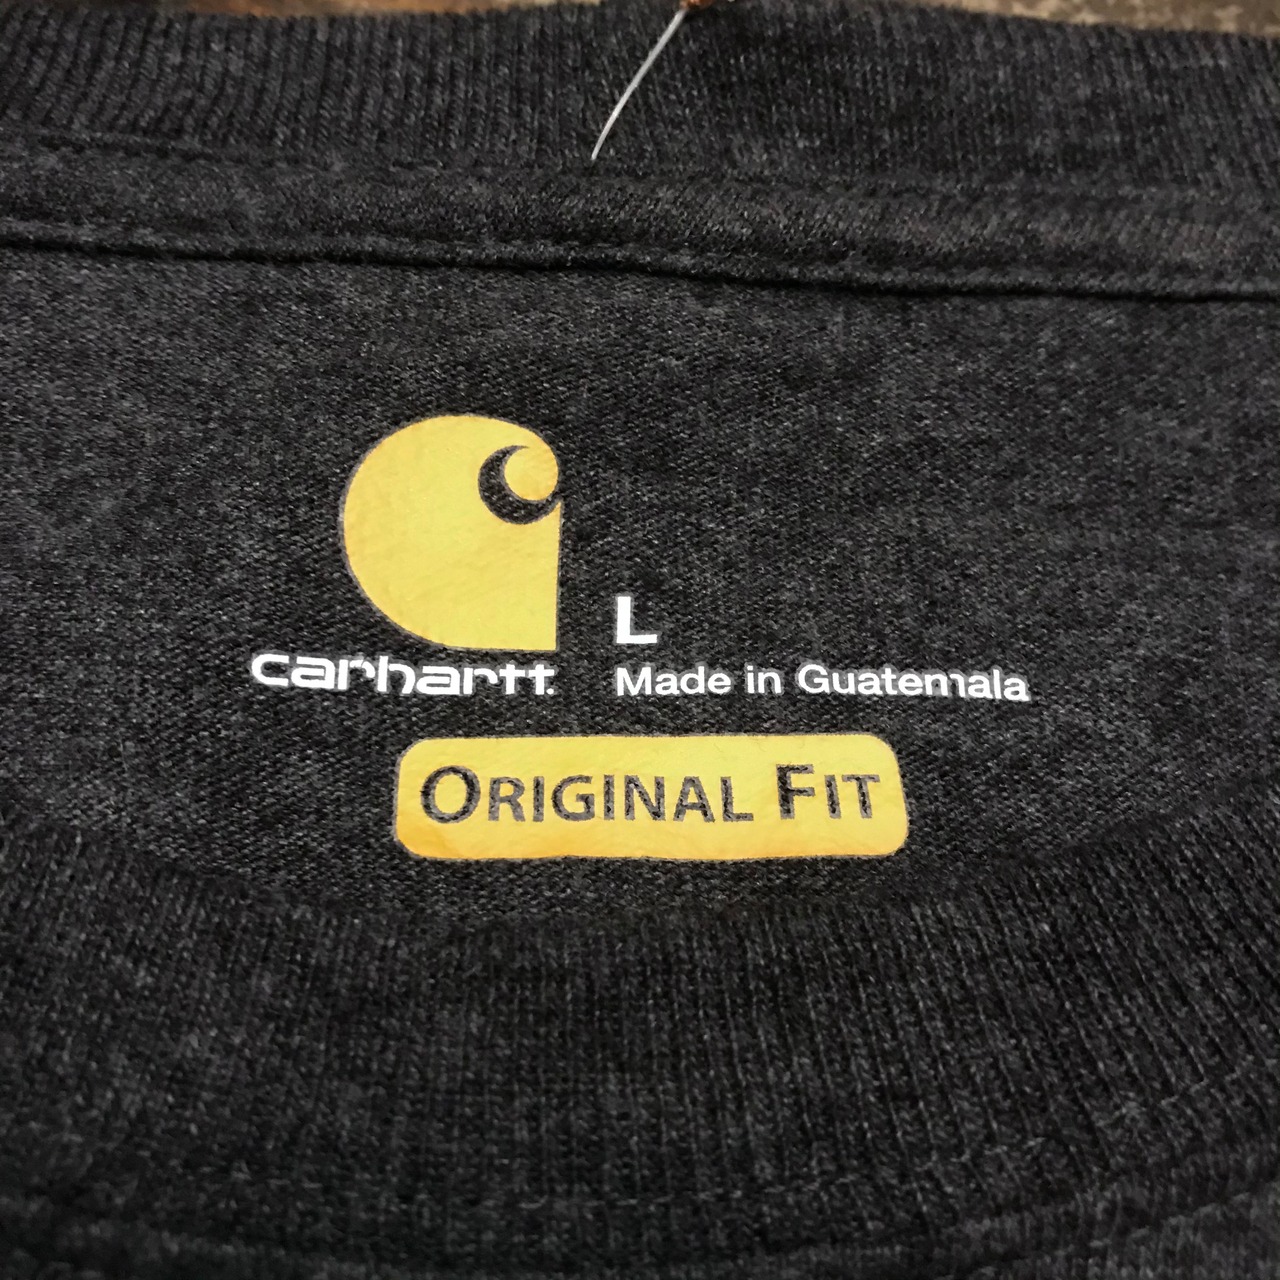 L
carhartt.
Made in Guatemala
ORIGINAL FIT